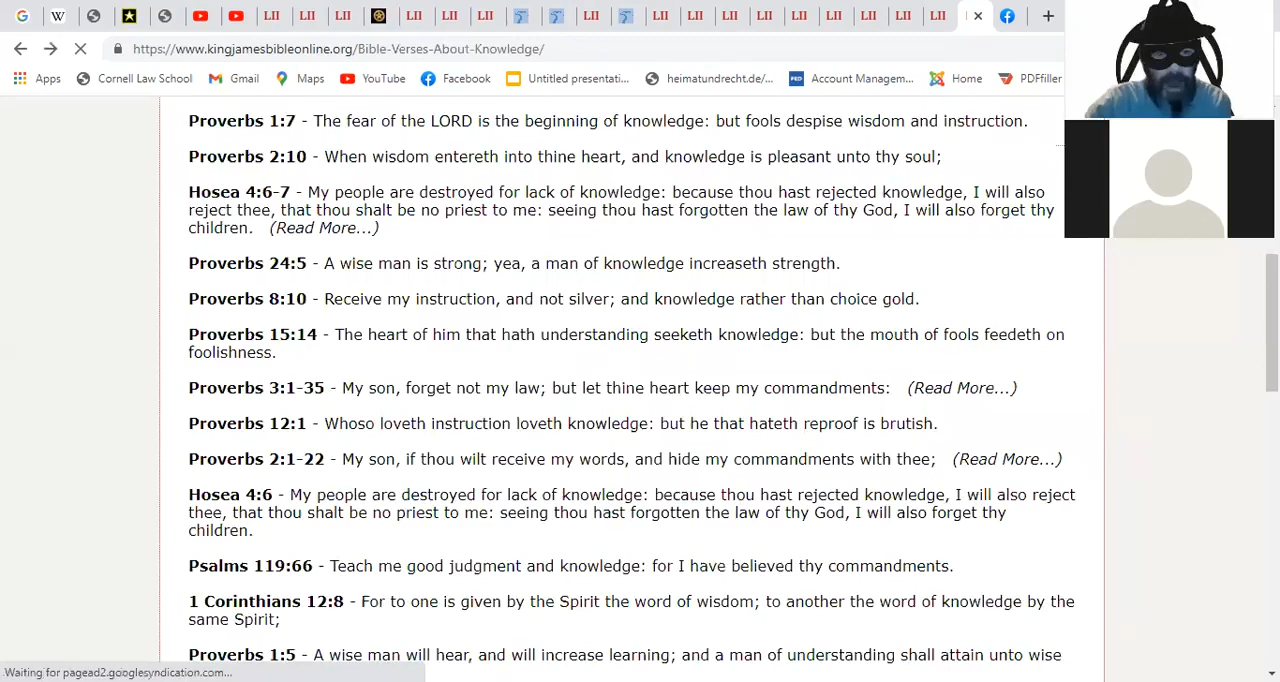 LII LII LII LII LII LII LII LII LII LII LII LII LII LII LII LII
https://www.kingjamesbibleonline.org/Bible-Verses-About-Knowledge/
Apps Cornell Law School Gmail Maps YouTube Facebook Untitled presentati... heimatundrecht.de/... Account Managem... Home PDFfiller
Proverbs 1:7 - The fear of the LORD is the beginning of knowledge: but fools despise wisdom and instruction.
Proverbs 2:10 - When wisdom entereth into thine heart, and knowledge is pleasant unto thy soul;
Hosea 4:6-7 - My people are destroyed for lack of knowledge: because thou hast rejected knowledge, I will also
reject thee, that thou shalt be no priest to me: seeing thou hast forgotten the law of thy God, I will also forget thy
children. (Read More...)
Proverbs 24:5 - A wise man is strong; yea, a man of knowledge increaseth strength.
Proverbs 8:10 - Receive my instruction, and not silver; and knowledge rather than choice gold.
Proverbs 15:14 - The heart of him that hath understanding seeketh knowledge: but the mouth of fools feedeth on
foolishness.
Proverbs 3:1-35 - My son, forget not my law; but let thine heart keep my commandments: (Read More...)
Proverbs 12:1 - Whoso loveth instruction loveth knowledge: but he that hateth reproof is brutish.
Proverbs 2:1-22 - My son, if thou wilt receive my words, and hide my commandments with thee; (Read More...)
Hosea 4:6 - My people are destroyed for lack of knowledge: because thou hast rejected knowledge, I will also reject
thee, that thou shalt be no priest to me: seeing thou hast forgotten the law of thy God, I will also forget thy
children.
Psalms 119:66 - Teach me good judgment and knowledge: for I have believed thy commandments.
1 Corinthians 12:8 - For to one is given by the Spirit the word of wisdom; to another the word of knowledge by the
same Spirit;
Proverbs 1:5 - A wise man will hear, and will increase learning; and a man of understanding shall attain unto wise
Waiting for pagead2.googlesyndication.com...